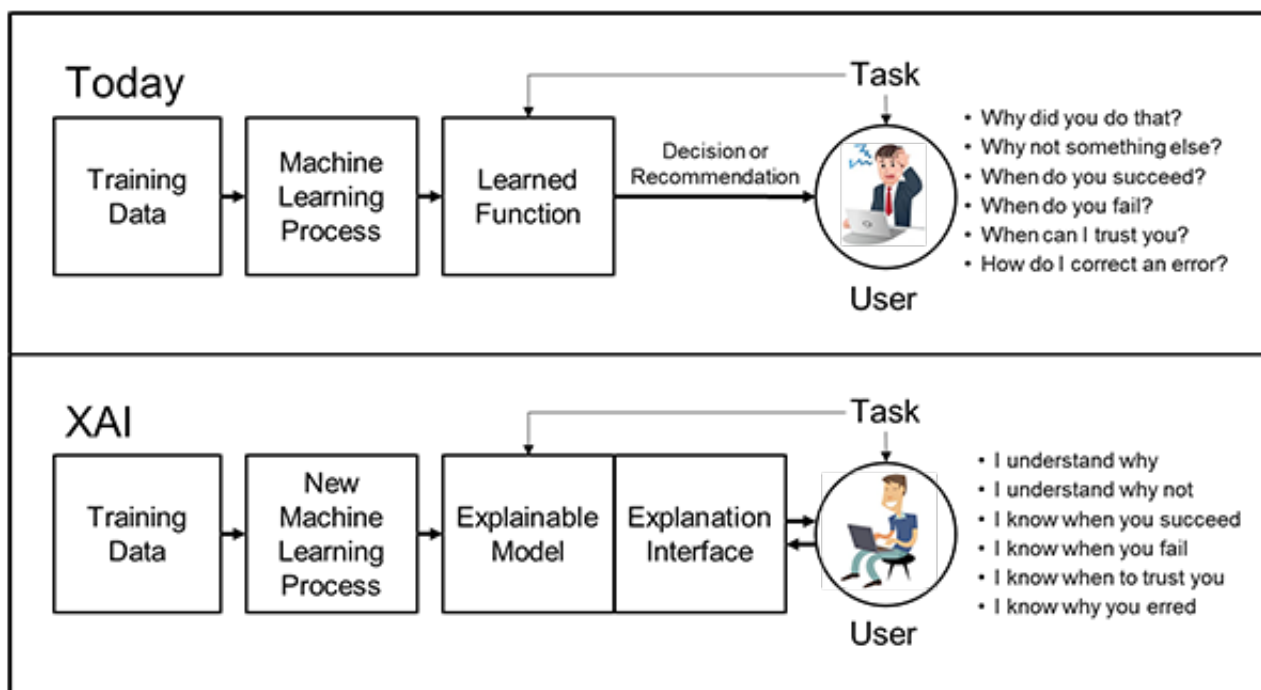 Today
Task
Training
Data
Machine
Learning
Process
Learned
Function
Decision or
Recommendation
User
• Why did you do that?
• Why not something else?
• When do you succeed?
• When do you fail?
• When can I trust you?
• How do I correct an error?
XAI
Task
Training
Data
New
Machine
Learning
Process
Explainable
Model
Explanation
Interface
User
• I understand why
• I understand why not
• I know when you succeed
• I know when you fail
• I know when to trust you
• I know why you erred